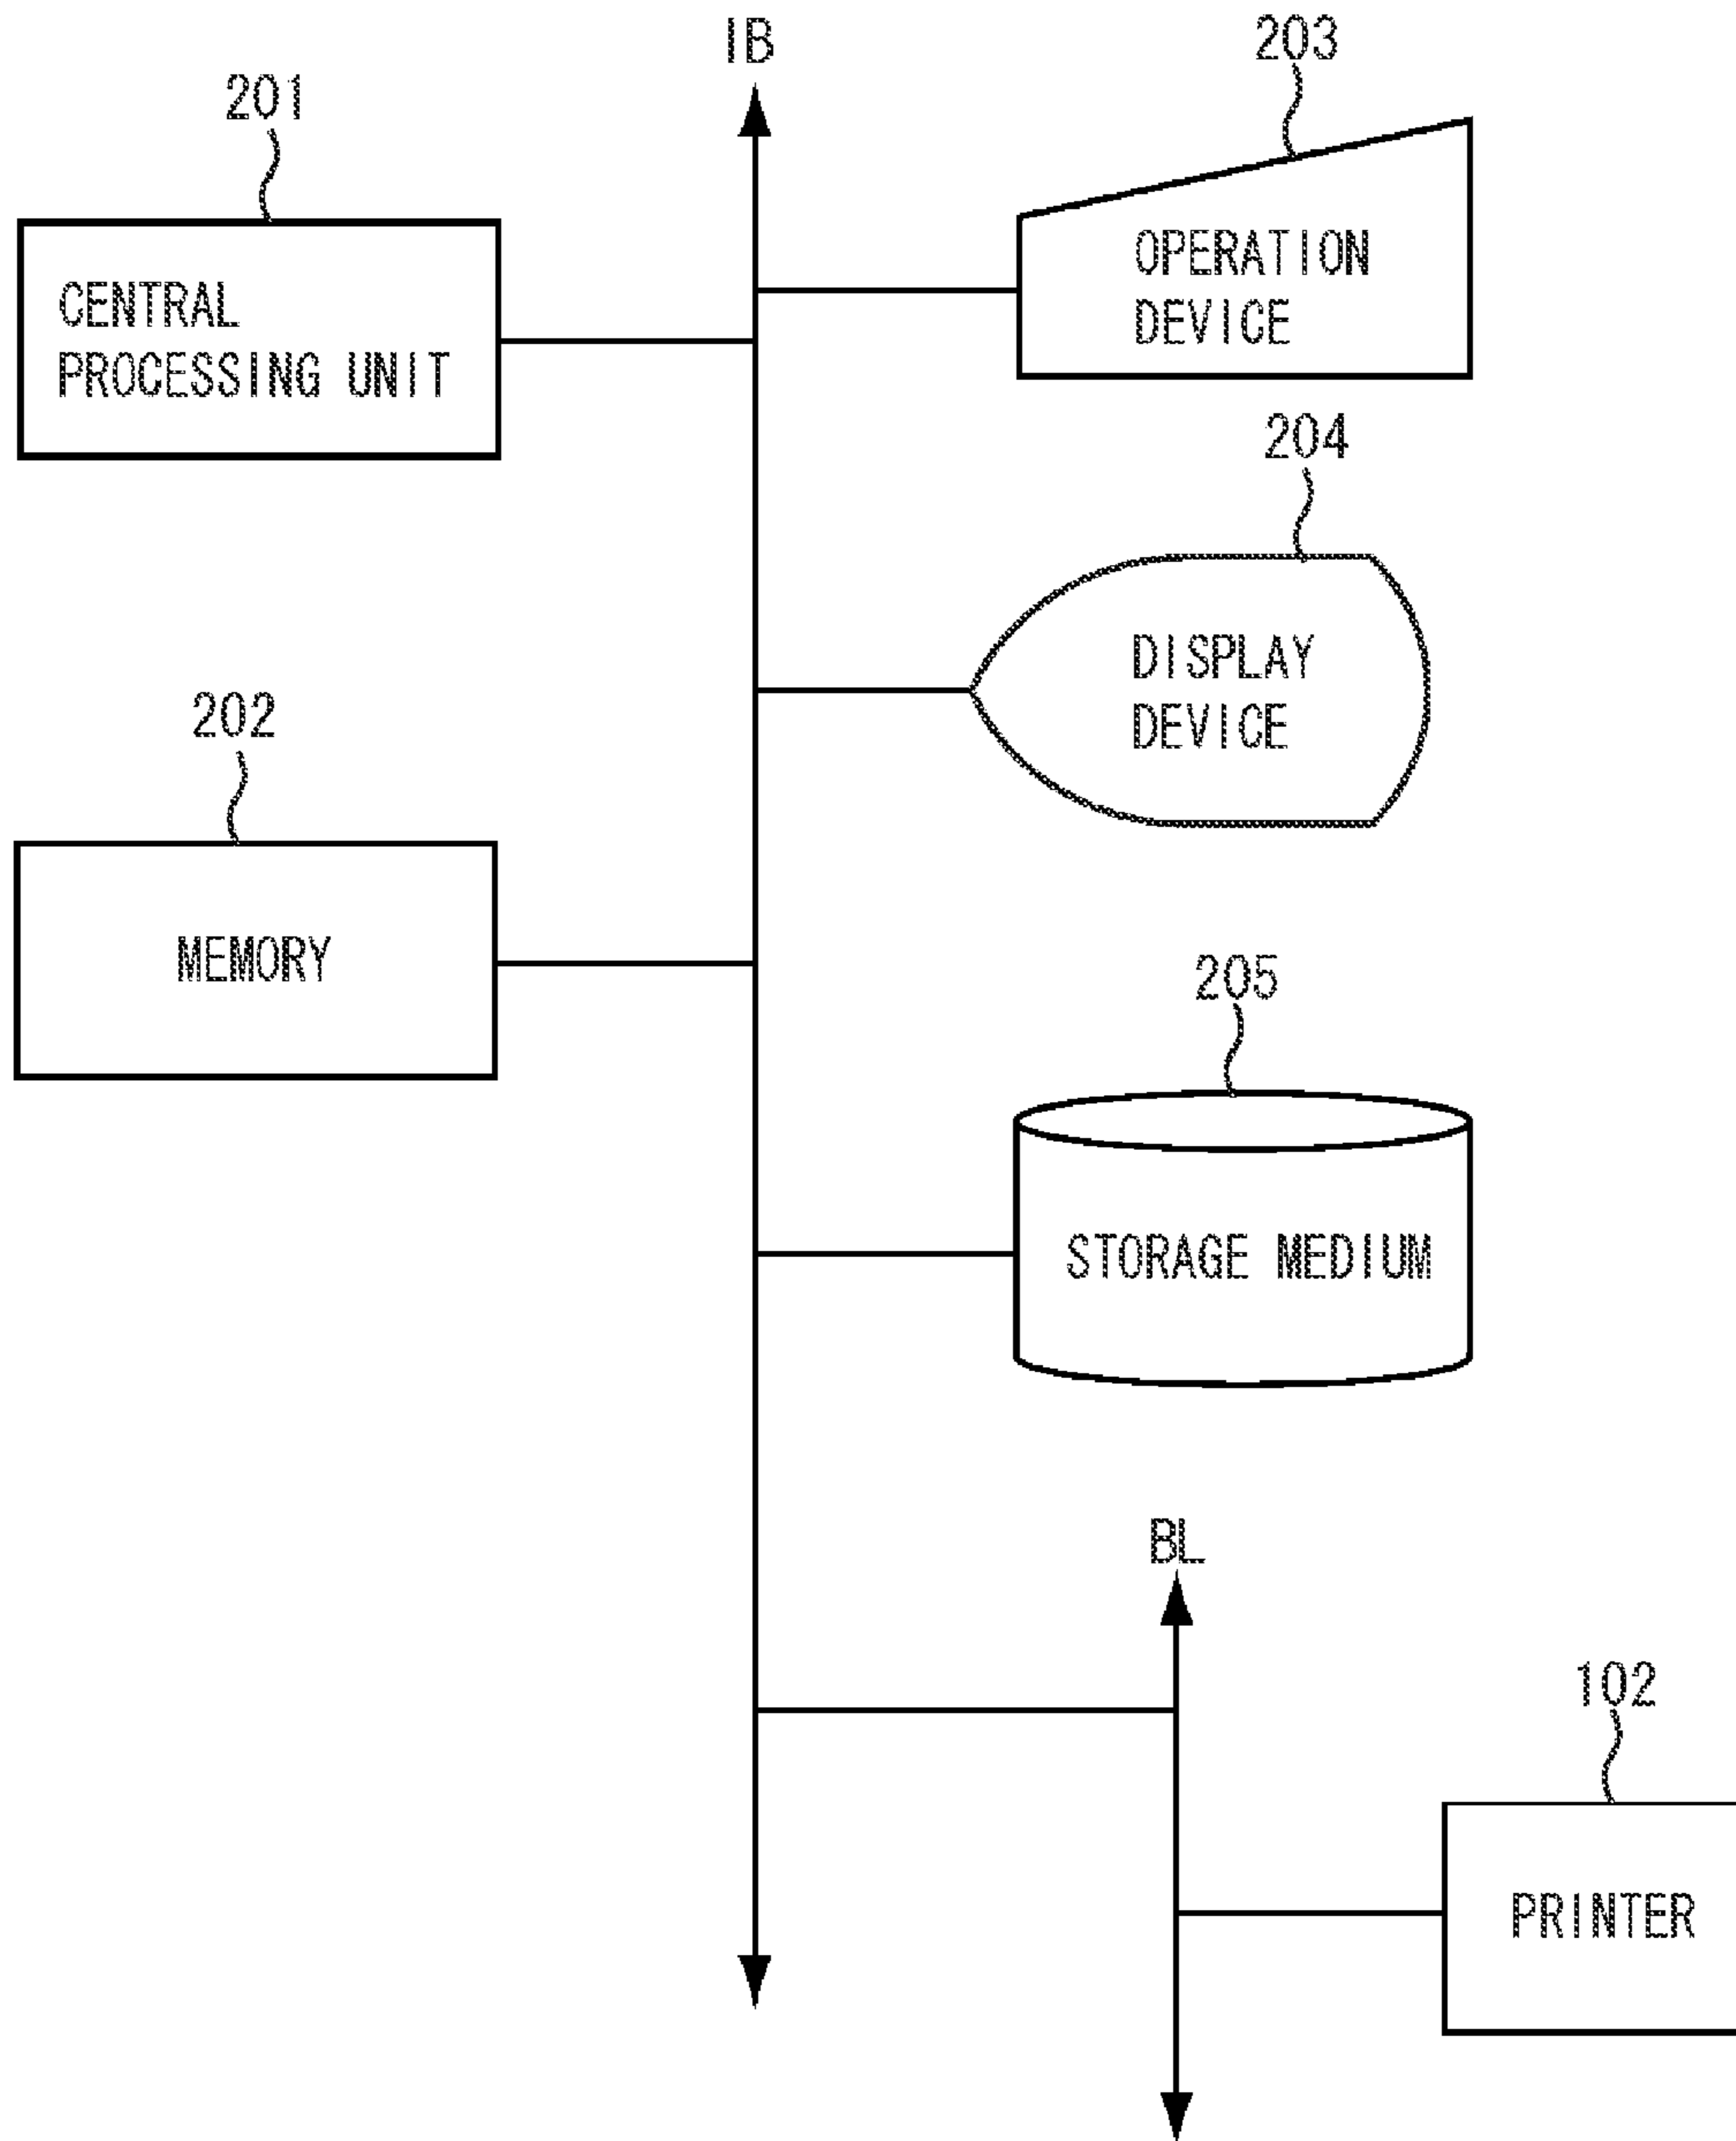 IB
203
201
OPERATION
DEVICE
CENTRAL
PROCESSING UNIT
204
DISPLAY
DEVICE
202
MEMORY
205
STORAGE MEDIUM
BL
102
PRINTER